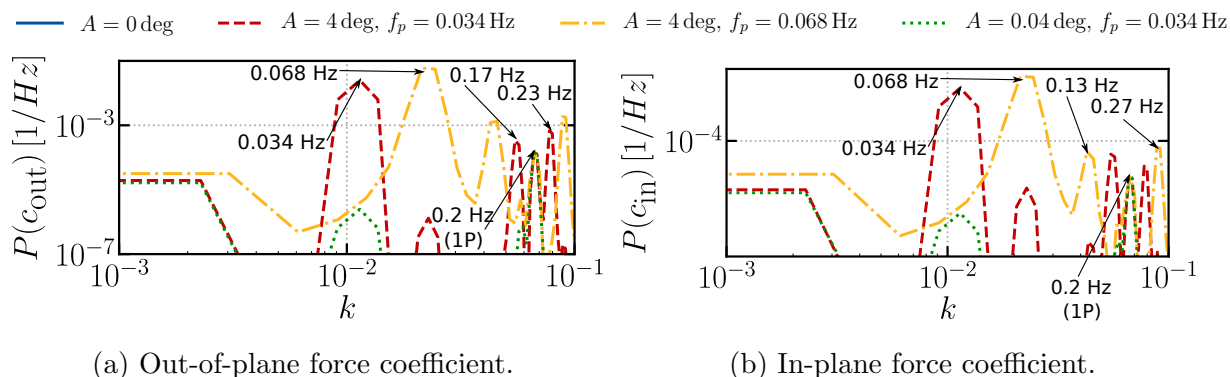 A = 0 deg   A = 4 deg, f_p = 0.034 Hz   A = 4 deg, f_p = 0.068 Hz   A = 0.04 deg, f_p = 0.034 Hz
P(c_out) [1/Hz]
10^−3
10^−7
0.068 Hz
0.17 Hz
0.23 Hz
0.034 Hz
0.2 Hz
(1P)
10^−3 10^−2 10^−1
k
(a) Out-of-plane force coefficient.
P(c_in) [1/Hz]
10^−4
0.068 Hz
0.13 Hz
0.27 Hz
0.034 Hz
0.2 Hz
(1P)
10^−3 10^−2 10^−1
k
(b) In-plane force coefficient.